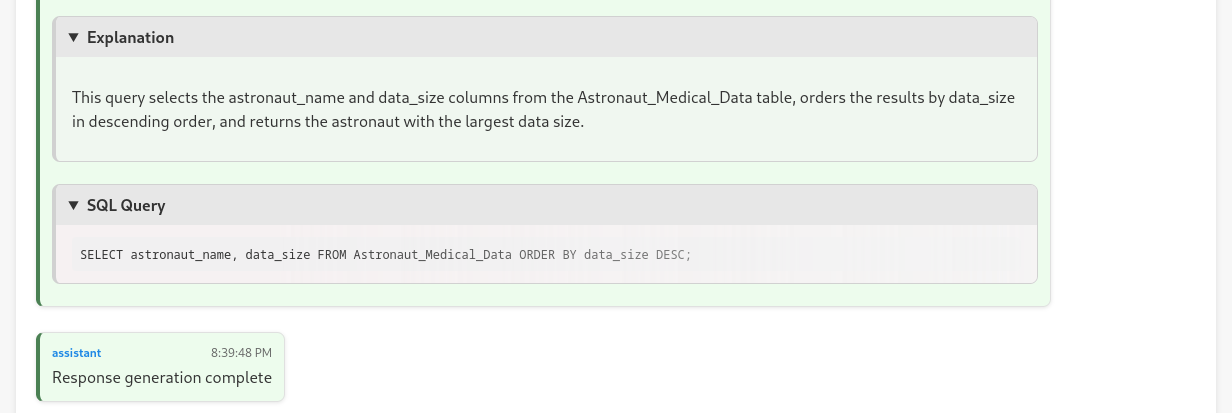 Explanation
This query selects the astronaut_name and data_size columns from the Astronaut_Medical_Data table, orders the results by data_size
in descending order, and returns the astronaut with the largest data size.
SQL Query
SELECT astronaut_name, data_size FROM Astronaut_Medical_Data ORDER BY data_size DESC;
assistant 8:39:48 PM
Response generation complete